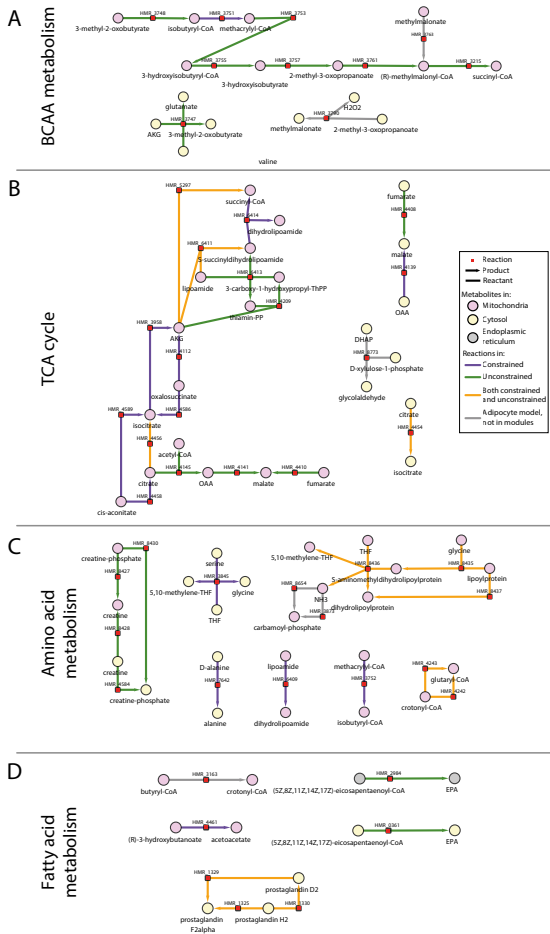 A
BCAA metabolism
HMR_3748
HMR_3751
HMR_3753
3-methyl-2-oxobutyrate
isobutyryl-CoA
methacrylyl-CoA
methylmalonate
HMR_3763
HMR_3755
HMR_3757
HMR_3761
HMR_3215
3-hydroxyisobutyryl-CoA
3-hydroxyisobutyrate
2-methyl-3-oxopropanoate
(R)-methylmalonyl-CoA
succinyl-CoA
glutamate
HMR_3747
AKG
3-methyl-2-oxobutyrate
valine
H2O2
methylmalonate
2-methyl-3-oxopropanoate
B
TCA cycle
HMR_5297
succinyl-CoA
HMR_6414
dihydrolipoamide
HMR_6411
S-succinyldihydrolipoamide
HMR_6413
lipoamide
3-carboxy-1-hydroxypropyl-ThPP
HMR_4209
thiamin-PP
HMR_3958
AKG
HMR_4112
oxalosuccinate
HMR_4589
HMR_4586
isocitrate
HMR_4456
acetyl-CoA
citrate
HMR_4145
OAA
HMR_4141
malate
HMR_4410
fumarate
HMR_4458
cis-aconitate
fumarate
HMR_4408
malate
HMR_4139
OAA
DHAP
HMR_8773
D-xylulose-1-phosphate
glycolaldehyde
citrate
HMR_4454
isocitrate
Reaction
Product
Reactant
Metabolites in:
Mitochondria
Cytosol
Endoplasmic
reticulum
Reactions in:
Constrained
Unconstrained
Both constrained
and unconstrained
Adipocyte model,
not in modules
C
Amino acid
metabolism
HMR_8430
creatine-phosphate
HMR_8427
creatine
HMR_8428
creatine
HMR_4584
creatine-phosphate
serine
HMR_3845
5,10-methylene-THF
glycine
THF
5,10-methylene-THF
THF
HMR_8436
glycine
HMR_8435
S-aminomethyldihydrolipoylprotein
lipoylprotein
HMR_8437
dihydrolipolprotein
HMR_8654
NH3
HMR_3873
carbamoyl-phosphate
D-alanine
HMR_7642
alanine
lipoamide
HMR_6409
dihydrolipoamide
methacrylyl-CoA
HMR_3752
isobutyryl-CoA
HMR_4243
glutaryl-CoA
HMR_4242
crotonyl-CoA
D
Fatty acid
metabolism
HMR_3163
butyryl-CoA
crotonyl-CoA
HMR_2984
(5Z,8Z,11Z,14Z,17Z)-eicosapentaenoyl-CoA
EPA
HMR_4461
(R)-3-hydroxybutanoate
acetoacetate
HMR_0361
(5Z,8Z,11Z,14Z,17Z)-eicosapentaenoyl-CoA
EPA
HMR_1329
prostaglandin D2
HMR_1325
HMR_1330
prostaglandin
F2alpha
prostaglandin H2